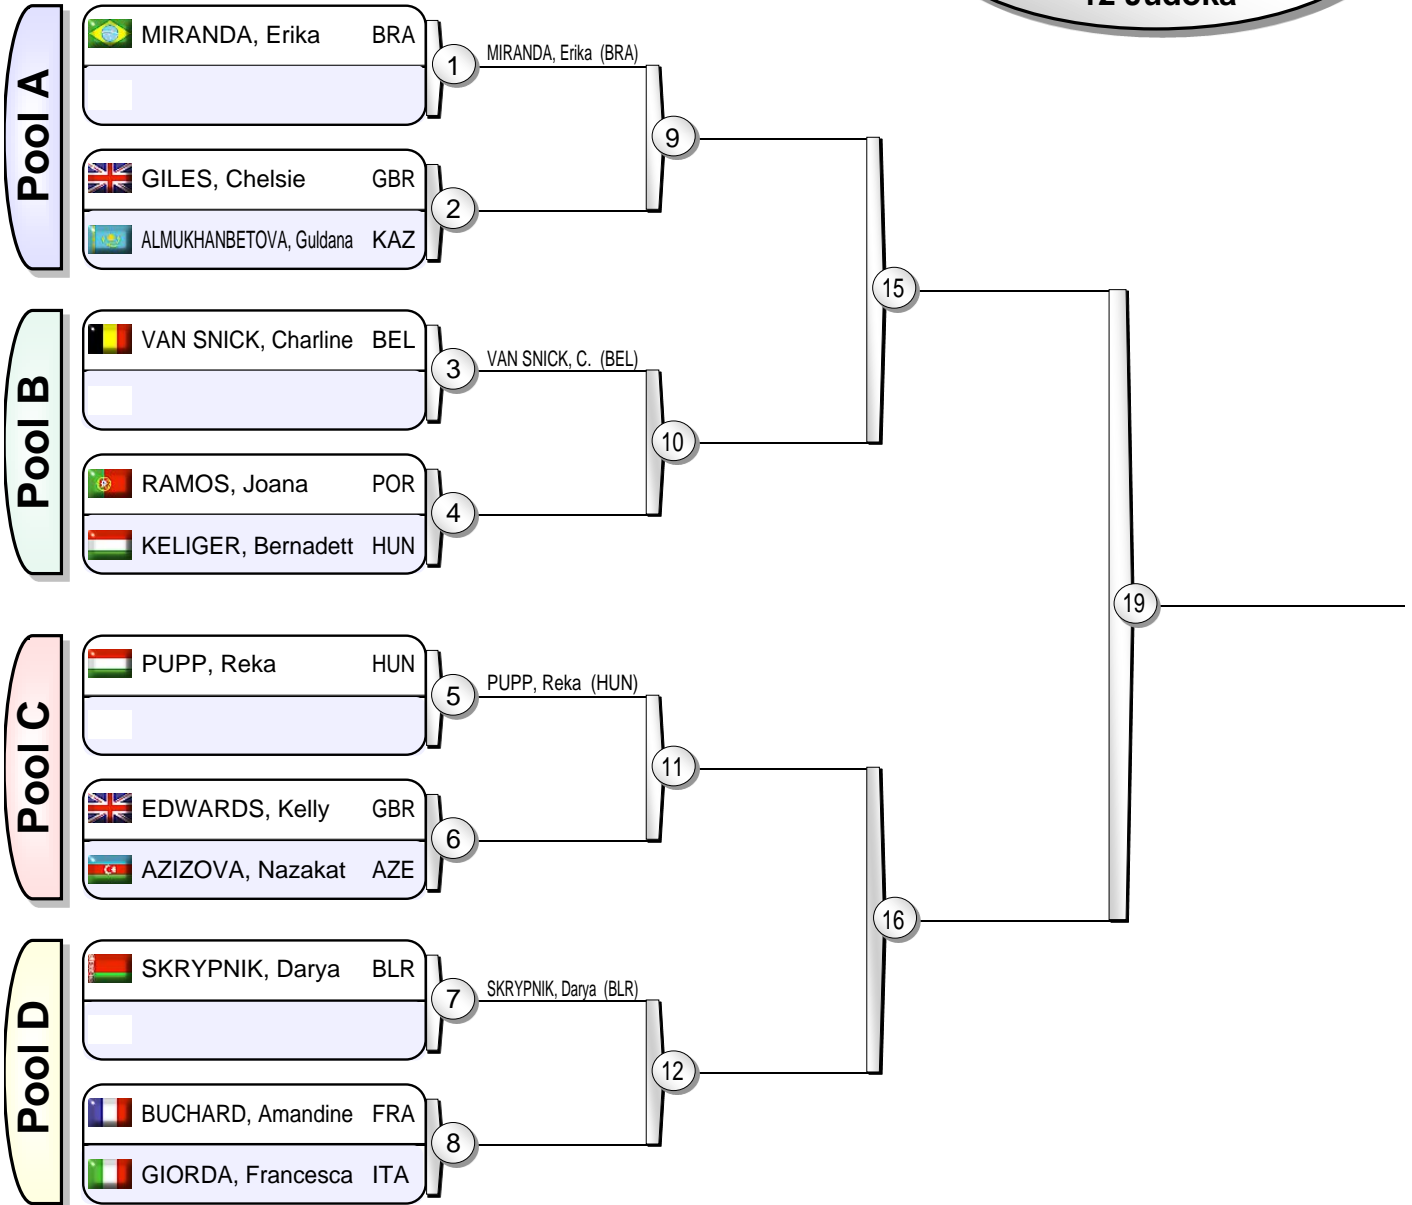 12 Judoka
Pool A
MIRANDA, Erika BRA
1
MIRANDA, Erika (BRA)
GILES, Chelsie GBR
ALMUKHANBETOVA, Guldana KAZ
2
9
Pool B
VAN SNICK, Charline BEL
3
VAN SNICK, C. (BEL)
RAMOS, Joana POR
KELIGER, Bernadett HUN
4
10
15
Pool C
PUPP, Reka HUN
5
PUPP, Reka (HUN)
EDWARDS, Kelly GBR
AZIZOVA, Nazakat AZE
6
11
Pool D
SKRYPNIK, Darya BLR
7
SKRYPNIK, Darya (BLR)
BUCHARD, Amandine FRA
GIORDA, Francesca ITA
8
12
16
19